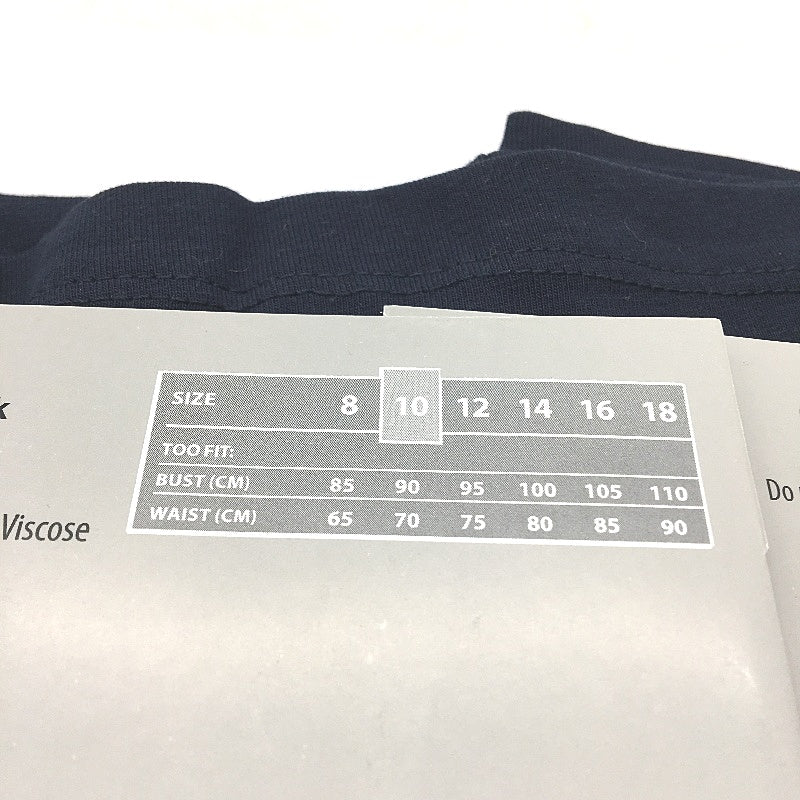 SIZE 8 10 12 14 16 18
TOO FIT:
BUST (CM) 85 90 95 100 105 110
WAIST (CM) 65 70 75 80 85 90
Viscose
Do